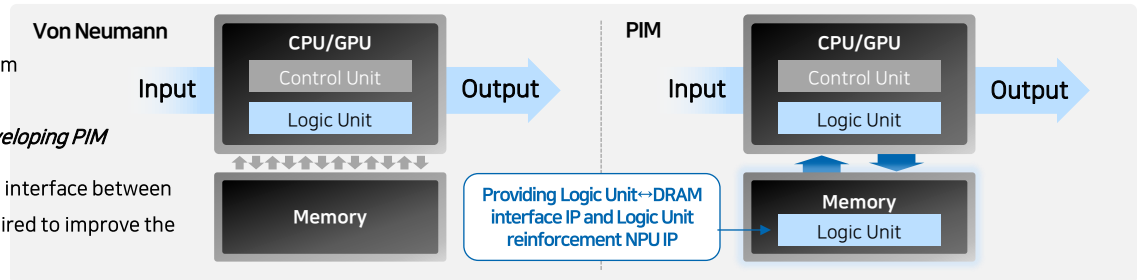 Von Neumann
CPU/GPU
Control Unit
Logic Unit
Input
Output
Memory
m
veloping PIM
interface between
ired to improve the
PIM
CPU/GPU
Control Unit
Logic Unit
Input
Output
Memory
Logic Unit
Providing Logic Unit↔DRAM
interface IP and Logic Unit
reinforcement NPU IP